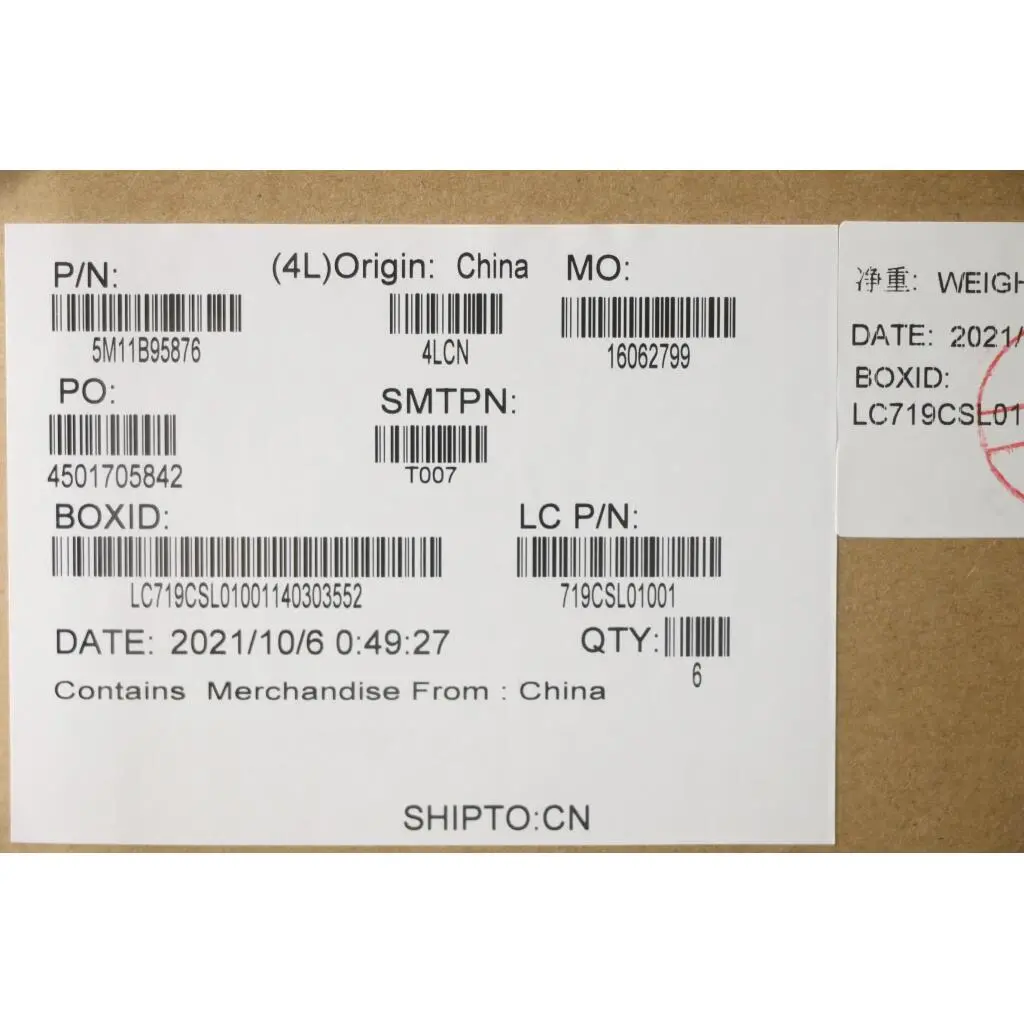 P/N:
(4L)Origin: China
MO:
5M11B95876
4LCN
16062799
PO:
SMTPN:
4501705842
T007
BOXID:
LC P/N:
LC719CSL01001140303552
719CSL01001
DATE: 2021/10/6 0:49:27
QTY:
6
Contains Merchandise From : China
SHIPTO:CN
净重: WEIGH
DATE: 2021/
BOXID:
LC719CSL01